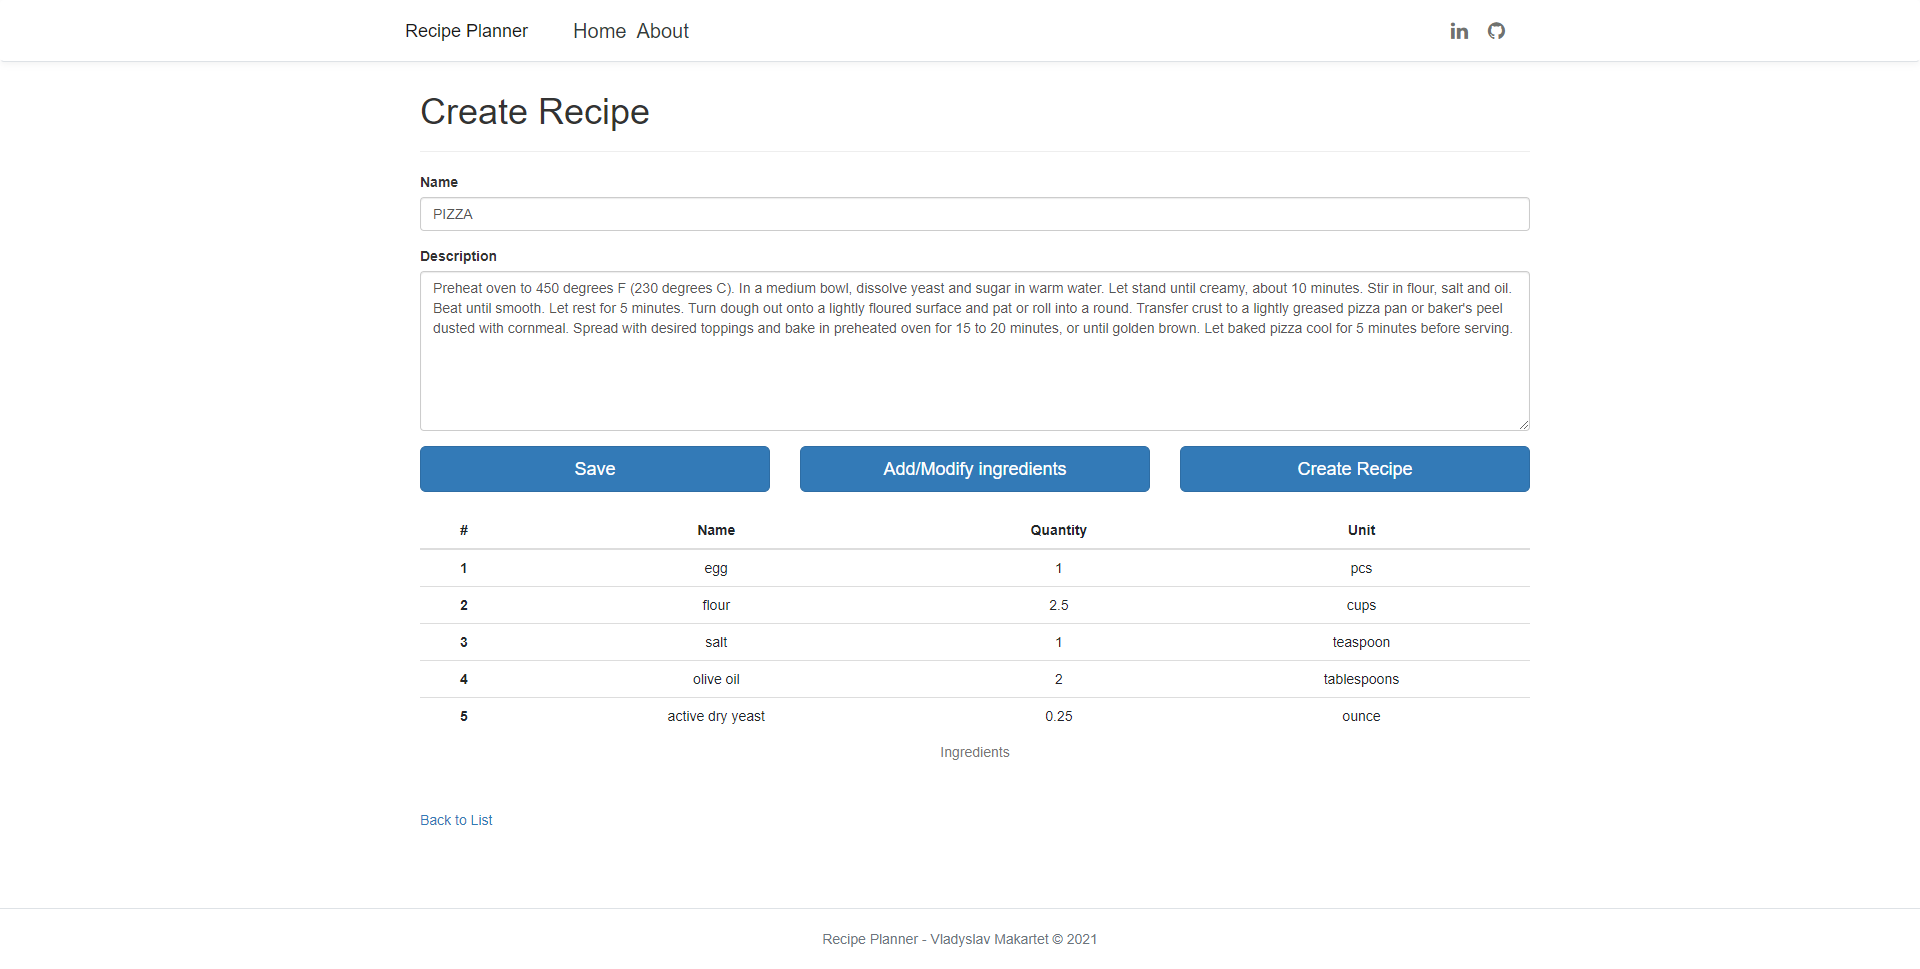 Recipe Planner Home About
Create Recipe
Name
PIZZA
Description
Preheat oven to 450 degrees F (230 degrees C). In a medium bowl, dissolve yeast and sugar in warm water. Let stand until creamy, about 10 minutes. Stir in flour, salt and oil.
Beat until smooth. Let rest for 5 minutes. Turn dough out onto a lightly floured surface and pat or roll into a round. Transfer crust to a lightly greased pizza pan or baker's peel
dusted with cornmeal. Spread with desired toppings and bake in preheated oven for 15 to 20 minutes, or until golden brown. Let baked pizza cool for 5 minutes before serving.
Save Add/Modify ingredients Create Recipe
# Name Quantity Unit
1 egg 1 pcs
2 flour 2.5 cups
3 salt 1 teaspoon
4 olive oil 2 tablespoons
5 active dry yeast 0.25 ounce
Ingredients
Back to List
Recipe Planner - Vladyslav Makartet © 2021